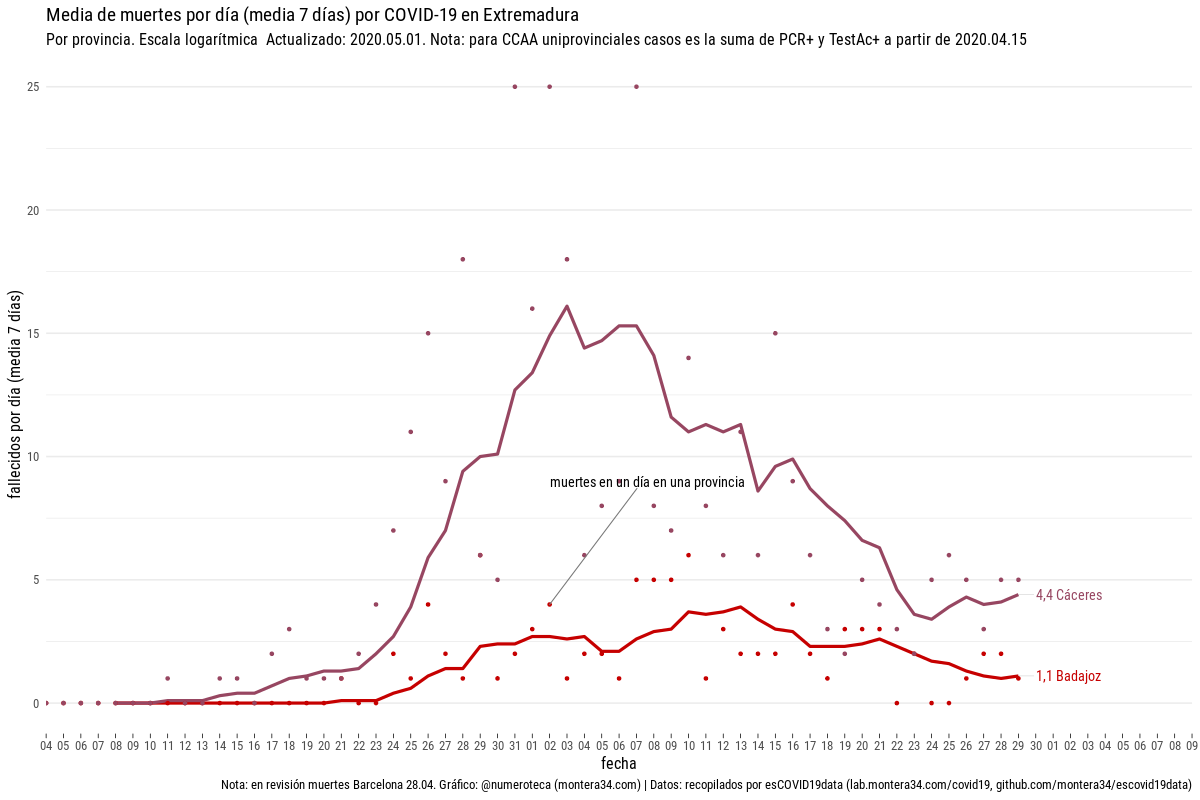 Media de muertes por día (media 7 días) por COVID-19 en Extremadura
Por provincia. Escala logarítmica  Actualizado: 2020.05.01. Nota: para CCAA uniprovinciales casos es la suma de PCR+ y TestAc+ a partir de 2020.04.15
fallecidos por día (media 7 días)
25
20
15
10
5
0
muertes en un día en una provincia
4,4 Cáceres
1,1 Badajoz
04 05 06 07 08 09 10 11 12 13 14 15 16 17 18 19 20 21 22 23 24 25 26 27 28 29 30 31 01 02 03 04 05 06 07 08 09 10 11 12 13 14 15 16 17 18 19 20 21 22 23 24 25 26 27 28 29 30 01 02 03 04 05 06 07 08 09
fecha
Nota: en revisión muertes Barcelona 28.04. Gráfico: @numeroteca (montera34.com) | Datos: recopilados por esCOVID19data (lab.montera34.com/covid19, github.com/montera34/escovid19data)